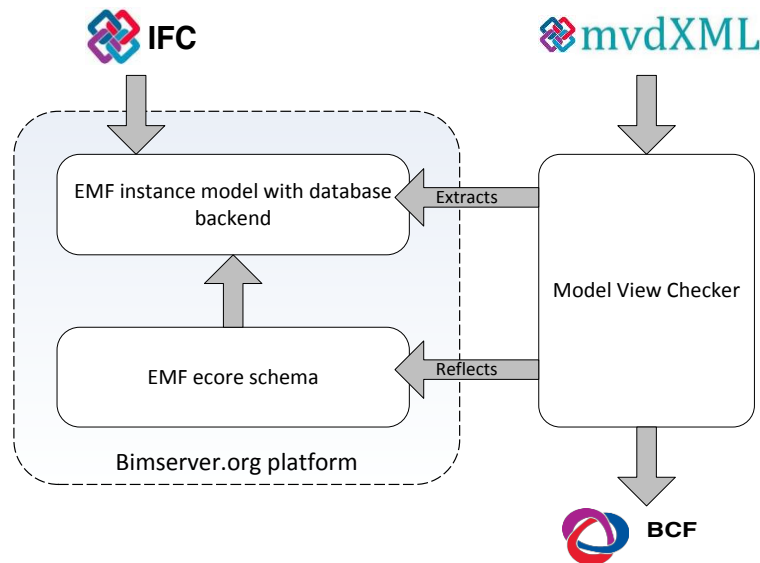 IFC
mvdXML
EMF instance model with database
backend
Extracts
Model View Checker
EMF ecore schema
Reflects
Bimserver.org platform
BCF